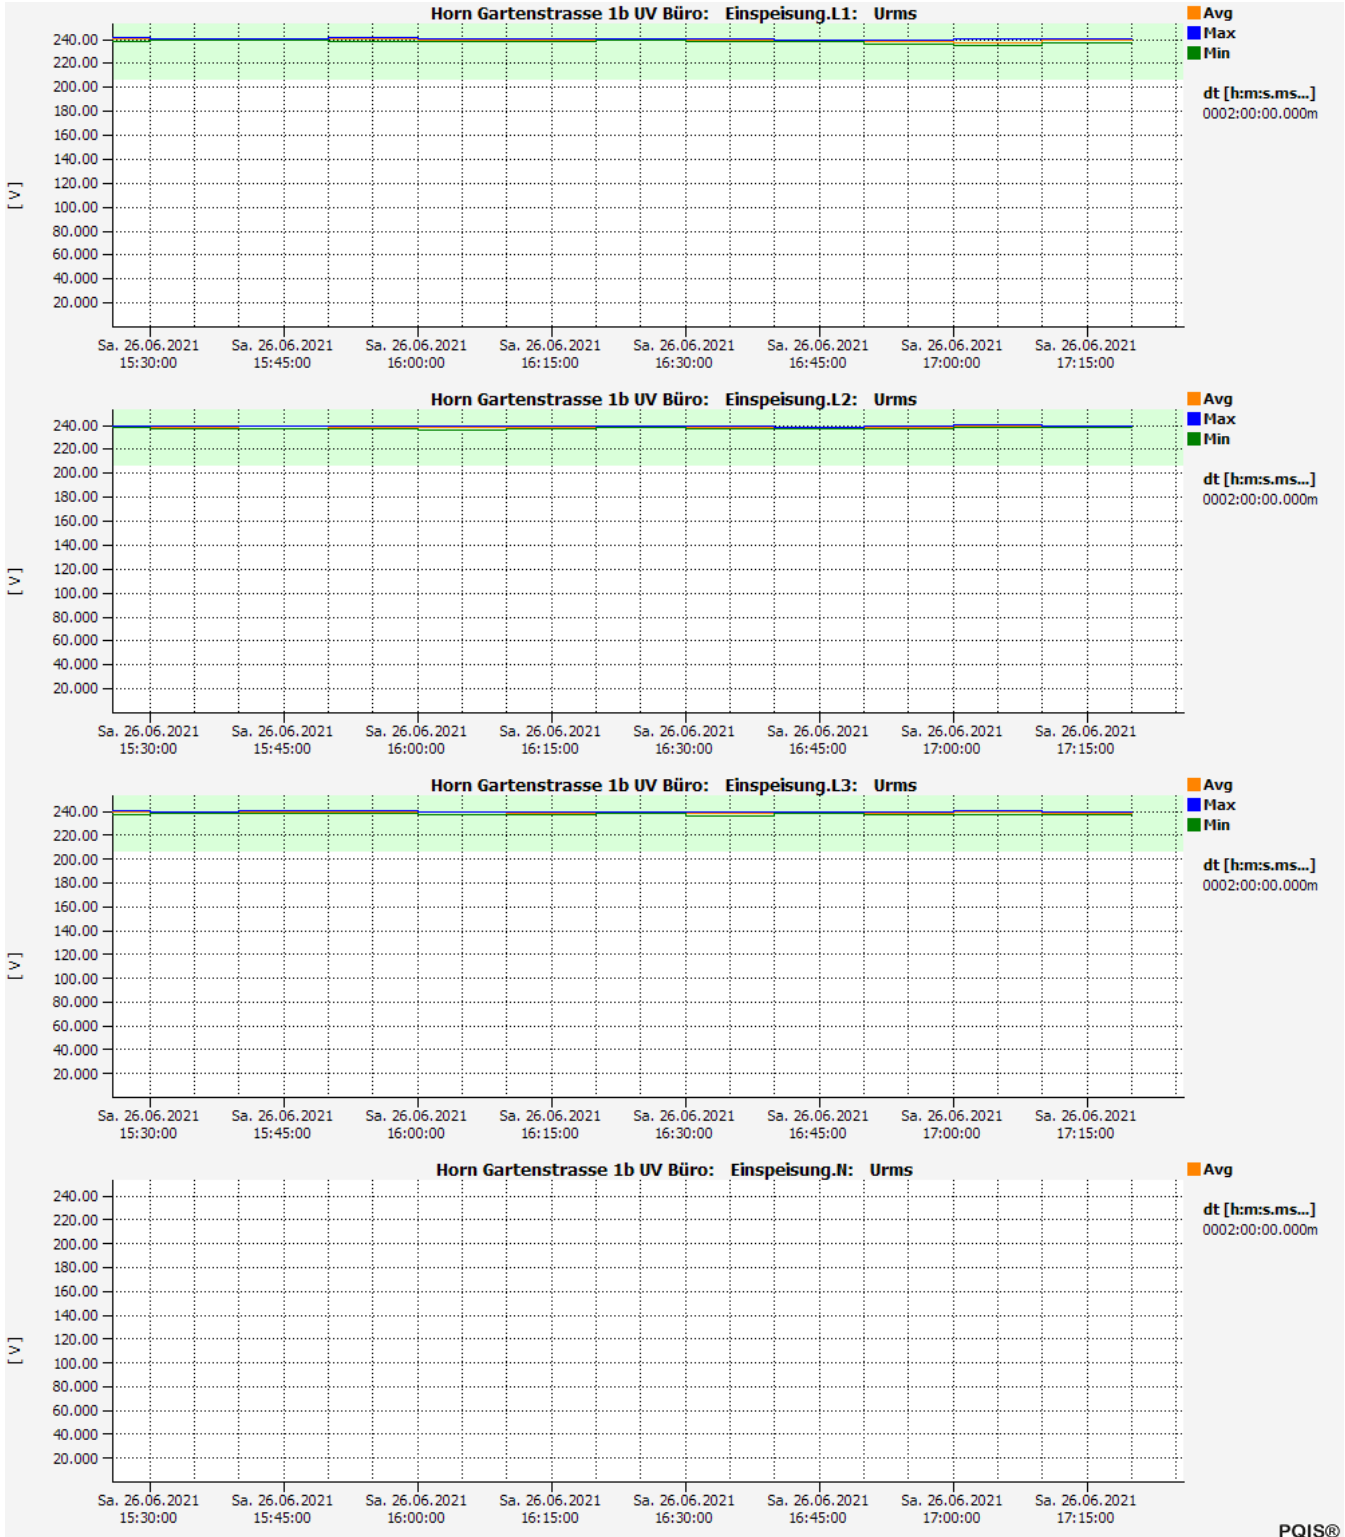 Horn Gartenstrasse 1b UV Büro: Einspeisung.L1: Urms
Avg
Max
Min
dt [h:m:s.ms...]
0002:00:00.000m
[ V ]
240.00
220.00
200.00
180.00
160.00
140.00
120.00
100.00
80.000
60.000
40.000
20.000
Sa. 26.06.2021 Sa. 26.06.2021 Sa. 26.06.2021 Sa. 26.06.2021 Sa. 26.06.2021 Sa. 26.06.2021 Sa. 26.06.2021 Sa. 26.06.2021
15:30:00 15:45:00 16:00:00 16:15:00 16:30:00 16:45:00 17:00:00 17:15:00
Horn Gartenstrasse 1b UV Büro: Einspeisung.L2: Urms
Avg
Max
Min
dt [h:m:s.ms...]
0002:00:00.000m
[ V ]
240.00
220.00
200.00
180.00
160.00
140.00
120.00
100.00
80.000
60.000
40.000
20.000
Sa. 26.06.2021 Sa. 26.06.2021 Sa. 26.06.2021 Sa. 26.06.2021 Sa. 26.06.2021 Sa. 26.06.2021 Sa. 26.06.2021 Sa. 26.06.2021
15:30:00 15:45:00 16:00:00 16:15:00 16:30:00 16:45:00 17:00:00 17:15:00
Horn Gartenstrasse 1b UV Büro: Einspeisung.L3: Urms
Avg
Max
Min
dt [h:m:s.ms...]
0002:00:00.000m
[ V ]
240.00
220.00
200.00
180.00
160.00
140.00
120.00
100.00
80.000
60.000
40.000
20.000
Sa. 26.06.2021 Sa. 26.06.2021 Sa. 26.06.2021 Sa. 26.06.2021 Sa. 26.06.2021 Sa. 26.06.2021 Sa. 26.06.2021 Sa. 26.06.2021
15:30:00 15:45:00 16:00:00 16:15:00 16:30:00 16:45:00 17:00:00 17:15:00
Horn Gartenstrasse 1b UV Büro: Einspeisung.N: Urms
Avg
dt [h:m:s.ms...]
0002:00:00.000m
[ V ]
240.00
220.00
200.00
180.00
160.00
140.00
120.00
100.00
80.000
60.000
40.000
20.000
Sa. 26.06.2021 Sa. 26.06.2021 Sa. 26.06.2021 Sa. 26.06.2021 Sa. 26.06.2021 Sa. 26.06.2021 Sa. 26.06.2021 Sa. 26.06.2021
15:30:00 15:45:00 16:00:00 16:15:00 16:30:00 16:45:00 17:00:00 17:15:00
PQIS®